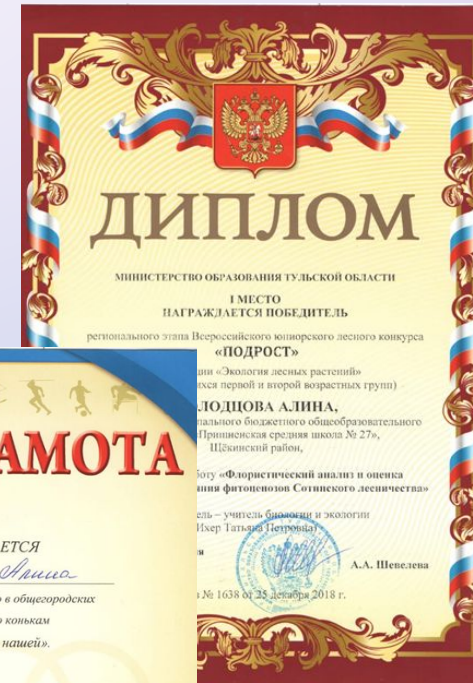 ДИПЛОМ
МИНИСТЕРСТВО ОБРАЗОВАНИЯ ТУЛЬСКОЙ ОБЛАСТИ
I МЕСТО
НАГРАЖДАЕТСЯ ПОБЕДИТЕЛЬ
регионального этапа Всероссийского юниорского лесного конкурса
«ПОДРОСТ»
ции «Экология лесных растений»
ихся первой и второй возрастных групп)
ЛОДЦОВА АЛИНА,
пального бюджетного общеобразовательного
«Пришненская средняя школа № 27»,
Щёкинский район,
боту «Флористический анализ и оценка
ния фитоценозов Сотинского лесничества»
ель – учитель биологии и экологии
Ихер Татьяна Петровна)
А.А. Шевелева
№ 1638 от 25 декабря 2018 г.
АМОТА
ЕТСЯ
Алина
о в общегородских
о конькам
нашей».